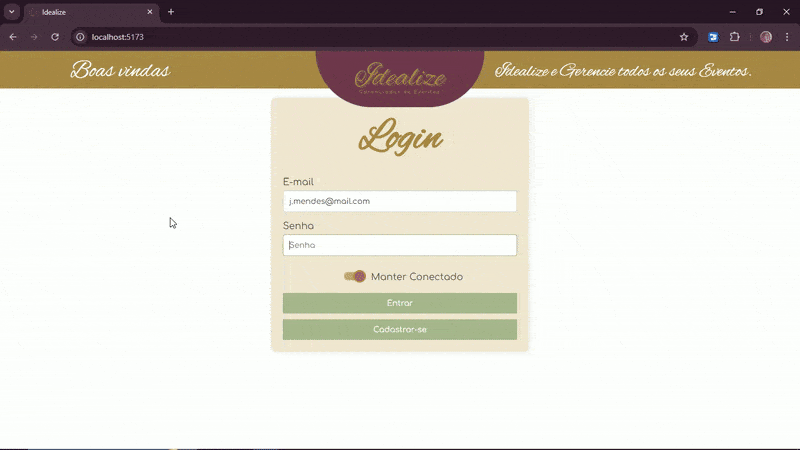 Idealize
localhost:5173
Boas vindas
Idealize
Gerenciador de Eventos
Idealize e Gerencie todos os seus Eventos.
Login
E-mail
j.mendes@mail.com
Senha
Senha
Manter Conectado
Entrar
Cadastrar-se